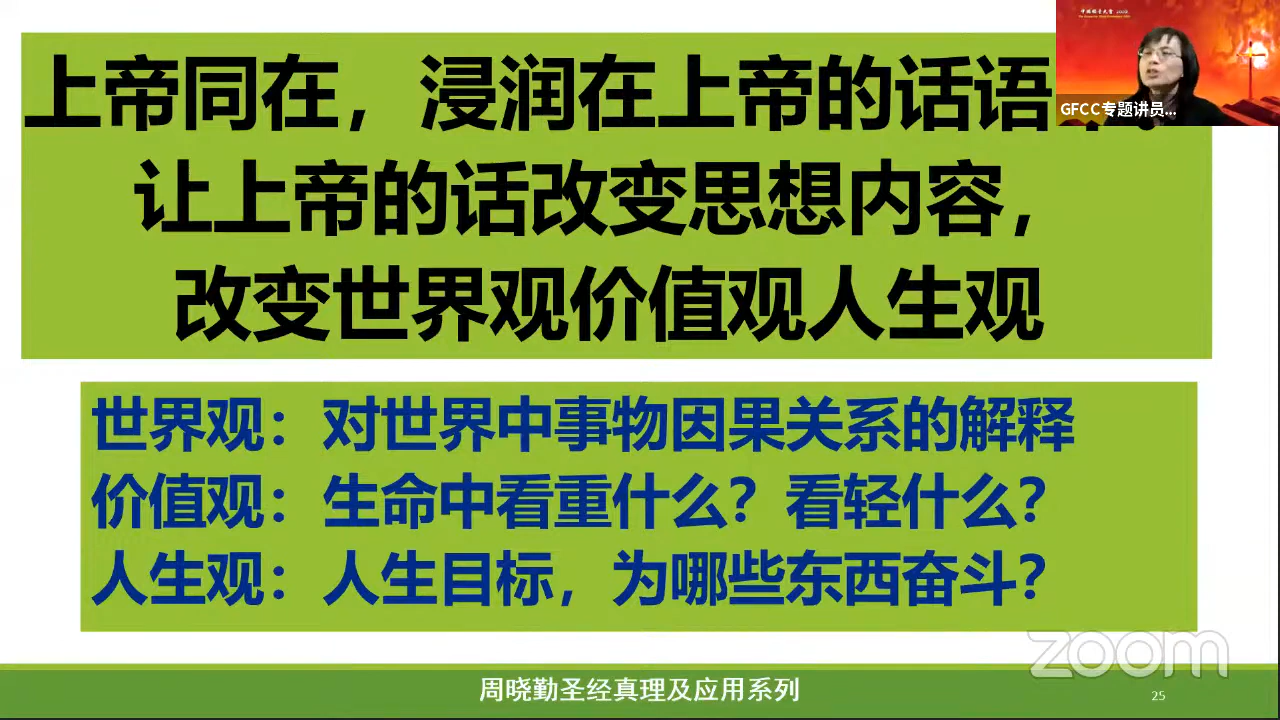 上帝同在，浸润在上帝的话语
让上帝的话改变思想内容，
改变世界观价值观人生观
世界观：对世界中事物因果关系的解释
价值观：生命中看重什么？看轻什么？
人生观：人生目标，为哪些东西奋斗？
GFCC专题讲员...
zoom
周晓勤圣经真理及应用系列
25